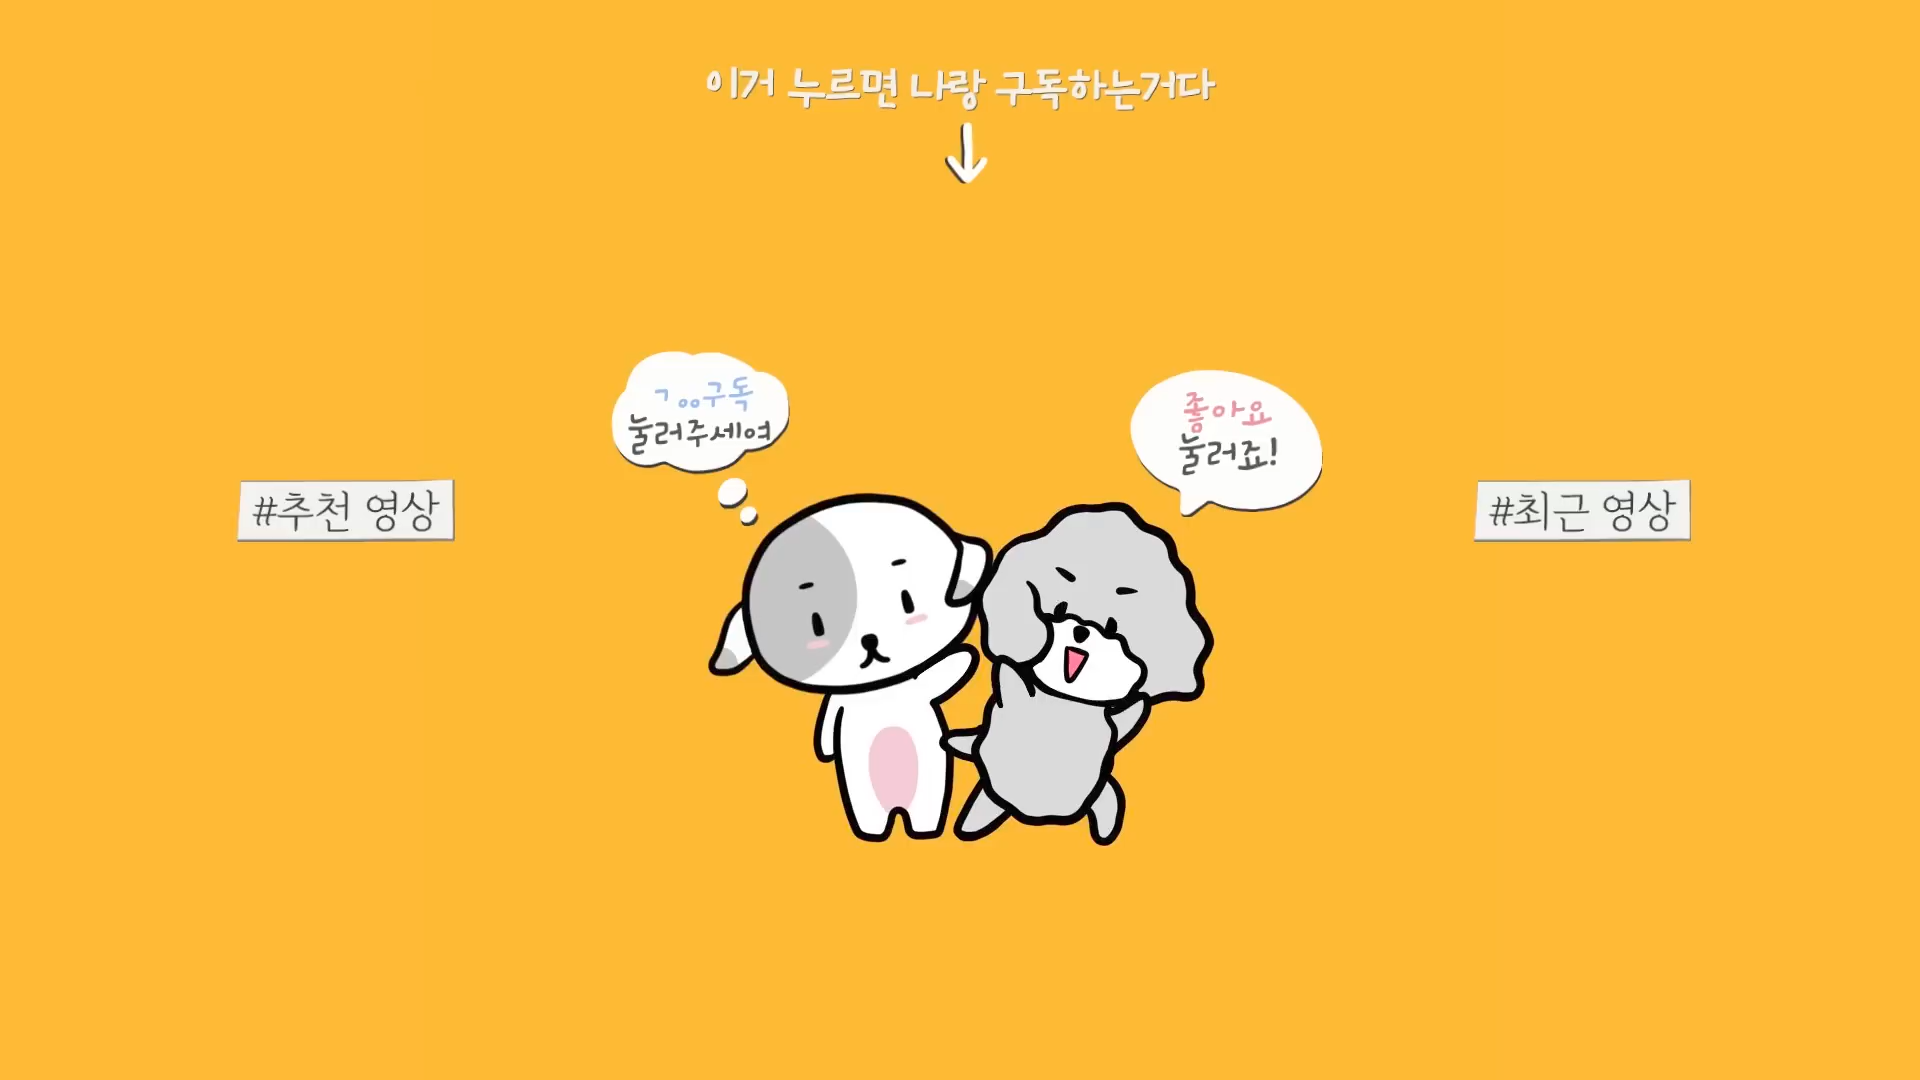 이거 누르면 나랑 구독하는거다
ㄱ ㅇㅇ구독
눌러주세여
좋아요
눌러죠!
#추천 영상
#최근 영상